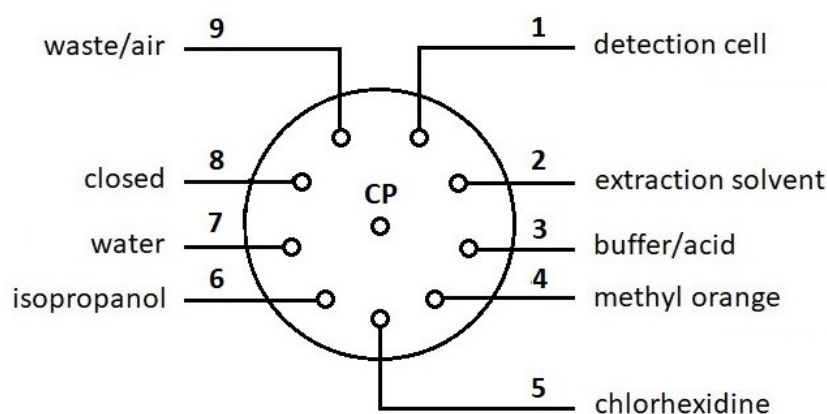 9
waste/air
1
detection cell
8
closed
CP
2
extraction solvent
7
water
3
buffer/acid
6
isopropanol
4
methyl orange
5
chlorhexidine